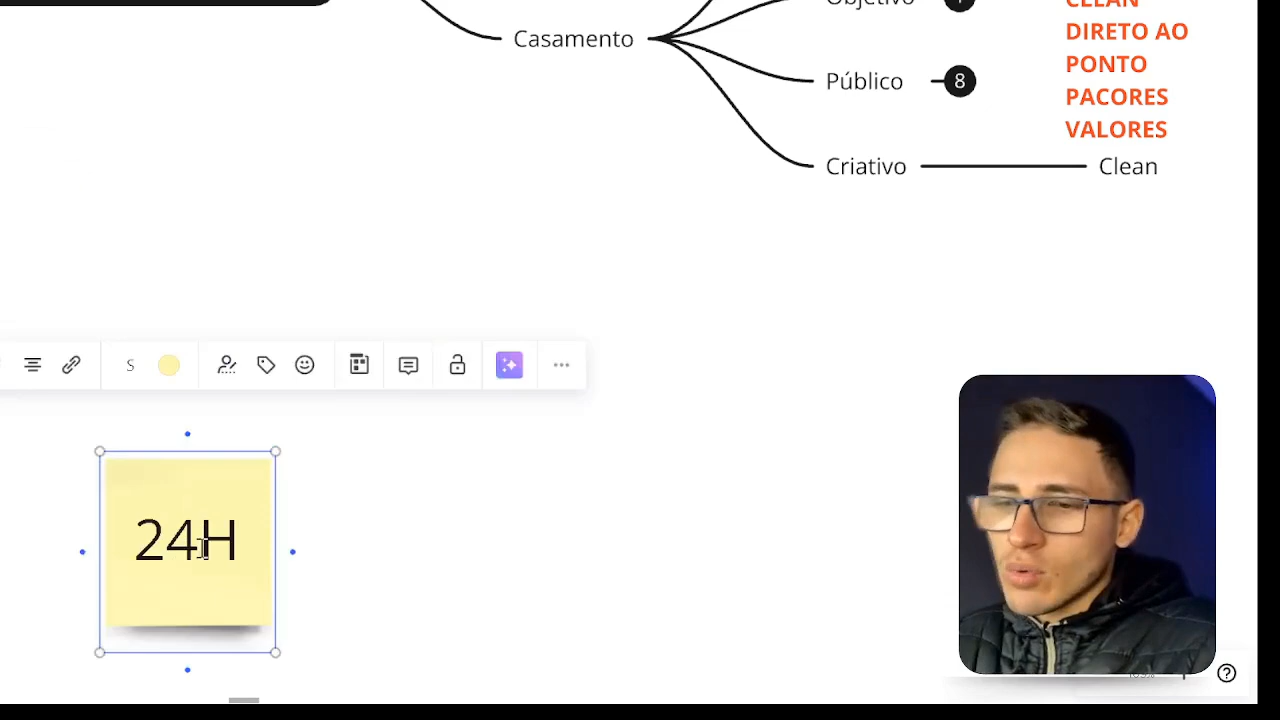 Objetivo
CLEAN
DIRETO AO
PONTO
PACORES
VALORES
Casamento
Público
8
Criativo
Clean
S
24H